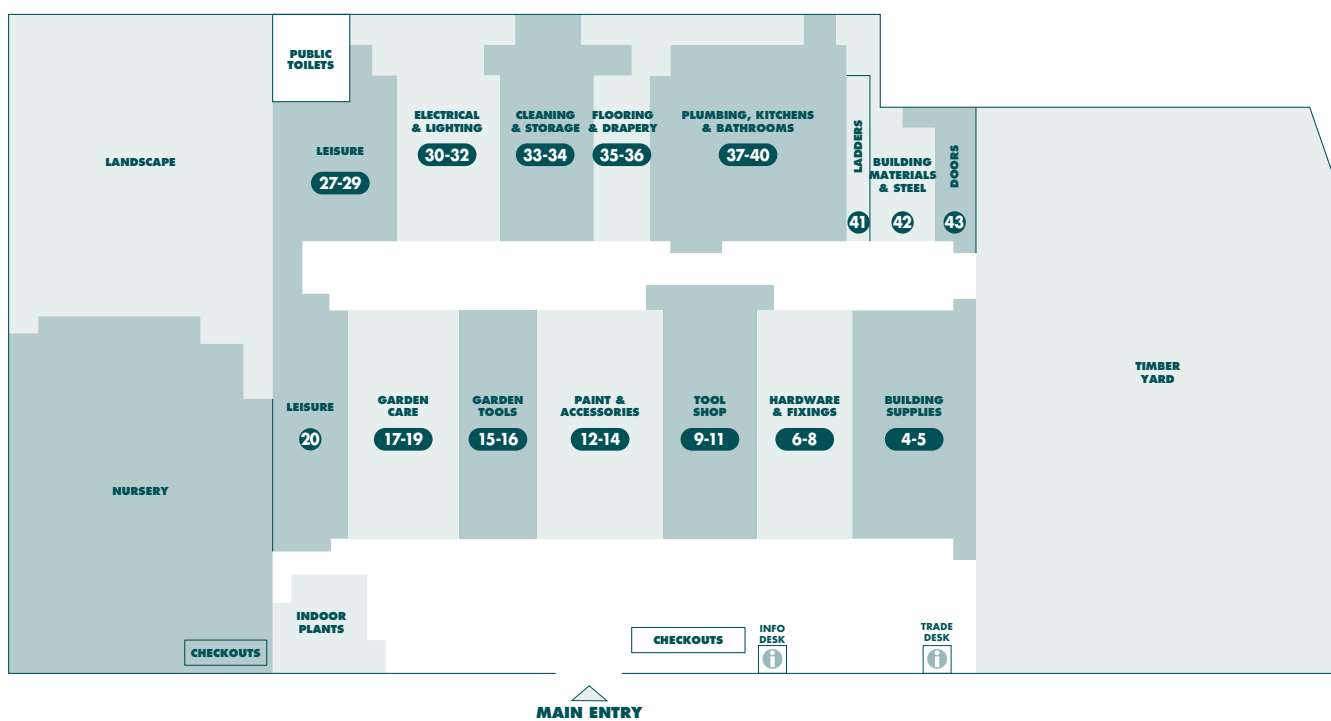 PUBLIC
TOILETS
LANDSCAPE
LEISURE
27-29
ELECTRICAL
& LIGHTING
30-32
CLEANING
& STORAGE
33-34
FLOORING
& DRAPERY
35-36
PLUMBING, KITCHENS
& BATHROOMS
37-40
LADDERS
41
BUILDING
MATERIALS
& STEEL
42
DOORS
43
TIMBER
YARD
NURSERY
LEISURE
20
GARDEN
CARE
17-19
GARDEN
TOOLS
15-16
PAINT &
ACCESSORIES
12-14
TOOL
SHOP
9-11
HARDWARE
& FIXINGS
6-8
BUILDING
SUPPLIES
4-5
INDOOR
PLANTS
CHECKOUTS
CHECKOUTS
INFO
DESK
i
TRADE
DESK
i
MAIN ENTRY